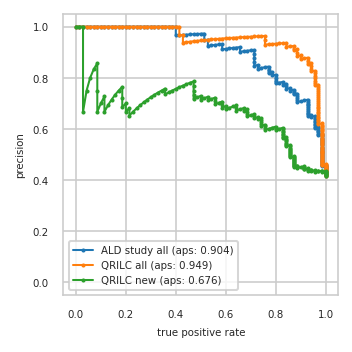 1.0
0.8
0.6
0.4
0.2
0.0
precision
ALD study all (aps: 0.904)
QRILC all (aps: 0.949)
QRILC new (aps: 0.676)
0.0 0.2 0.4 0.6 0.8 1.0
true positive rate